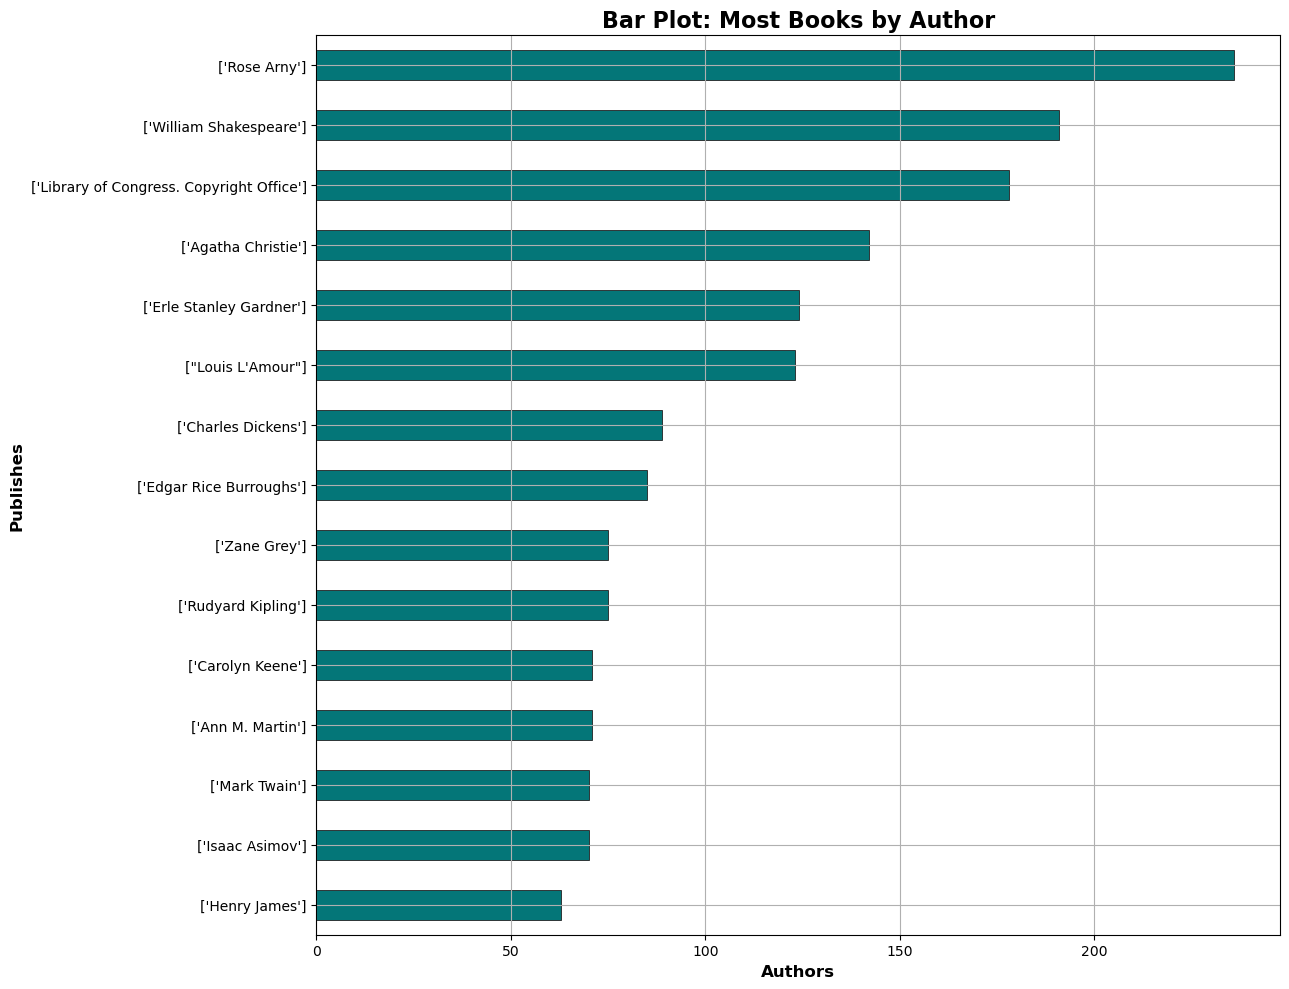 Bar Plot: Most Books by Author
['Rose Arny']
['William Shakespeare']
['Library of Congress. Copyright Office']
['Agatha Christie']
['Erle Stanley Gardner']
["Louis L'Amour"]
['Charles Dickens']
['Edgar Rice Burroughs']
['Zane Grey']
['Rudyard Kipling']
['Carolyn Keene']
['Ann M. Martin']
['Mark Twain']
['Isaac Asimov']
['Henry James']
Publishes
0 50 100 150 200
Authors